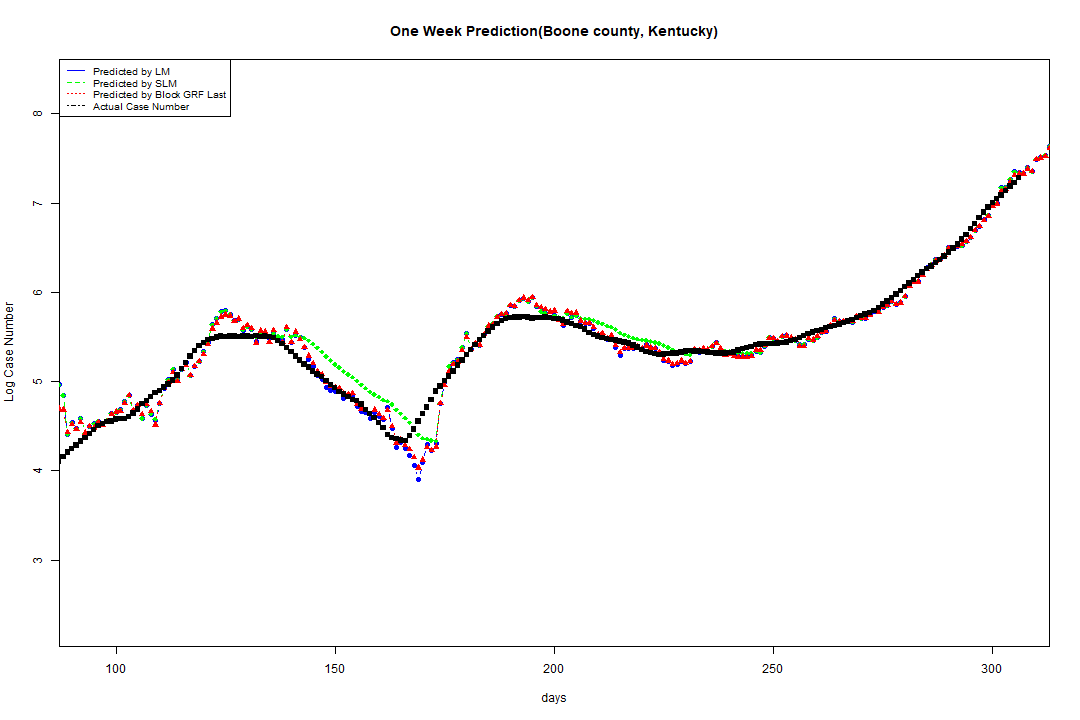 One Week Prediction(Boone county, Kentucky)
Predicted by LM
Predicted by SLM
Predicted by Block GRF Last
Actual Case Number
8
7
6
5
4
3
Log Case Number
100 150 200 250 300
days